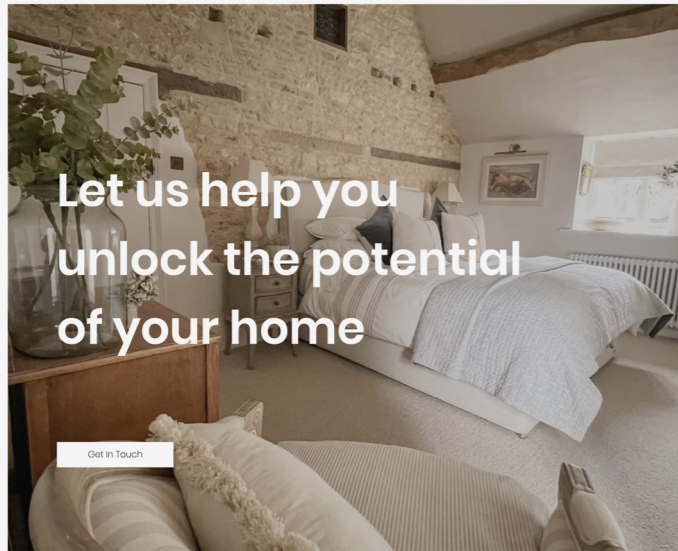 Let us help you
unlock the potential
of your home
Get In Touch